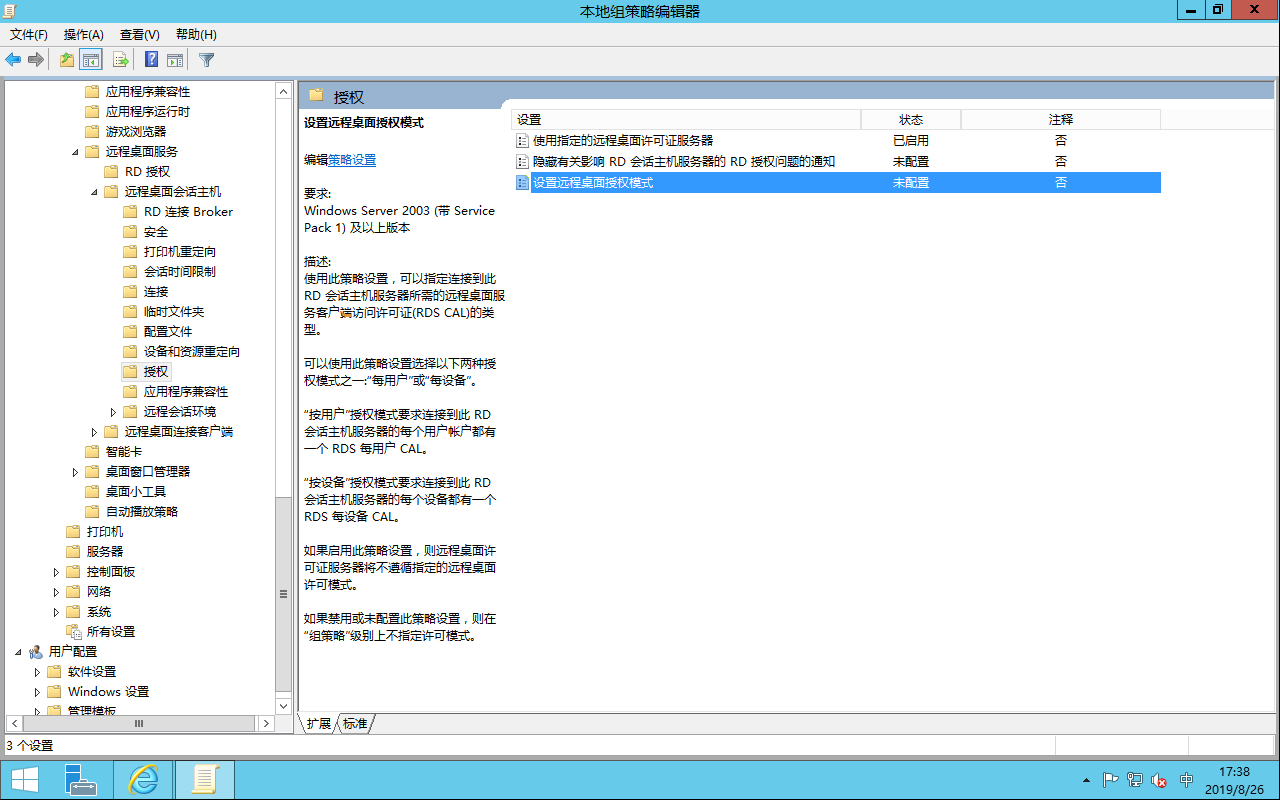 本地组策略编辑器
文件(F) 操作(A) 查看(V) 帮助(H)
应用程序兼容性
应用程序运行时
游戏浏览器
远程桌面服务
RD 授权
远程桌面会话主机
RD 连接 Broker
安全
打印机重定向
会话时间限制
连接
临时文件夹
配置文件
设备和资源重定向
授权
应用程序兼容性
远程会话环境
远程桌面连接客户端
智能卡
桌面窗口管理器
桌面小工具
自动播放策略
打印机
服务器
控制面板
网络
系统
所有设置
用户配置
软件设置
Windows 设置
管理模板
授权
设置远程桌面授权模式
编辑策略设置
要求:
Windows Server 2003 (带 Service
Pack 1) 及以上版本
描述:
使用此策略设置，可以指定连接到此
RD 会话主机服务器所需的远程桌面服
务客户端访问许可证(RDS CAL)的类
型。
可以使用此策略设置选择以下两种授
权模式之一:“每用户”或“每设备”。
“按用户”授权模式要求连接到此 RD
会话主机服务器的每个用户帐户都有
一个 RDS 每用户 CAL。
“按设备”授权模式要求连接到此 RD
会话主机服务器的每个设备都有一个
RDS 每设备 CAL。
如果启用此策略设置，则远程桌面许
可证服务器将不遵循指定的远程桌面
许可模式。
如果禁用或未配置此策略设置，则在
“组策略”级别上不指定许可模式。
设置 状态 注释
使用指定的远程桌面许可证服务器 已启用 否
隐藏有关影响 RD 会话主机服务器的 RD 授权问题的通知 未配置 否
设置远程桌面授权模式 未配置 否
扩展 标准
3 个设置
中
17:38
2019/8/26